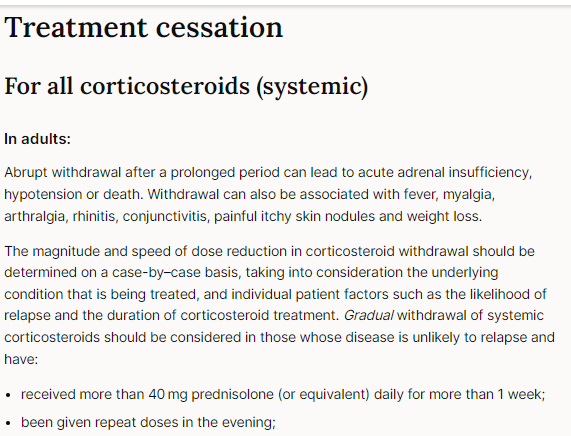 Treatment cessation
For all corticosteroids (systemic)
In adults:
Abrupt withdrawal after a prolonged period can lead to acute adrenal insufficiency,
hypotension or death. Withdrawal can also be associated with fever, myalgia,
arthralgia, rhinitis, conjunctivitis, painful itchy skin nodules and weight loss.
The magnitude and speed of dose reduction in corticosteroid withdrawal should be
determined on a case-by–case basis, taking into consideration the underlying
condition that is being treated, and individual patient factors such as the likelihood of
relapse and the duration of corticosteroid treatment. Gradual withdrawal of systemic
corticosteroids should be considered in those whose disease is unlikely to relapse and
have:
• received more than 40 mg prednisolone (or equivalent) daily for more than 1 week;
• been given repeat doses in the evening;